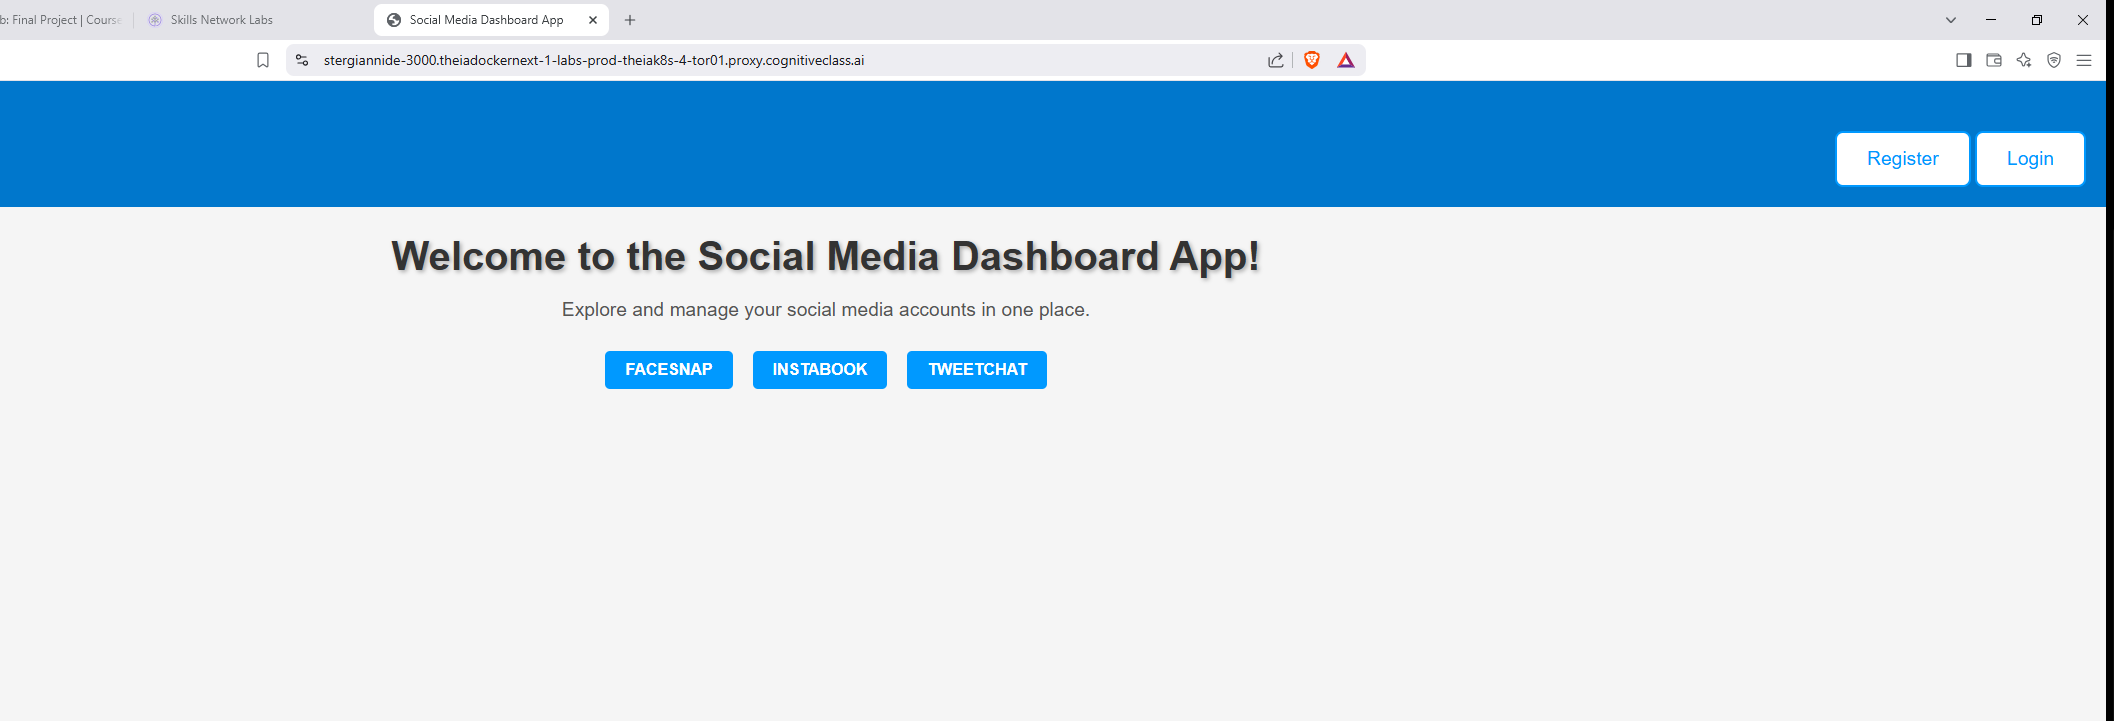 b: Final Project | Course
Skills Network Labs
Social Media Dashboard App
stergiannide-3000.theiadockernext-1-labs-prod-theiak8s-4-tor01.proxy.cognitiveclass.ai
Register Login
Welcome to the Social Media Dashboard App!
Explore and manage your social media accounts in one place.
FACESNAP INSTABOOK TWEETCHAT